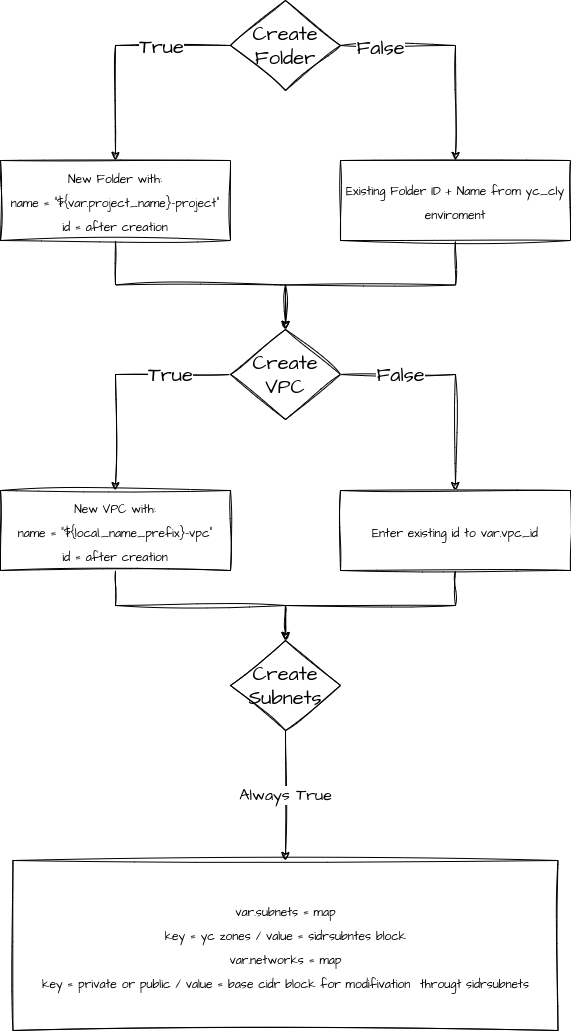 Create
Folder
True
False
New Folder with:
name = "${var.project_name}-project"
id = after creation
Existing Folder ID + Name from yc_cly
enviroment
Create
VPC
True
False
New VPC with:
name = "${local_name_prefix}-vpc"
id = after creation
Enter existing id to var.vpc_id
Create
Subnets
Always True
var.subnets = map
key = yc zones / value = sidrsubntes block
var.networks = map
key = private or public / value = base cidr block for modifivation througt sidrsubnets